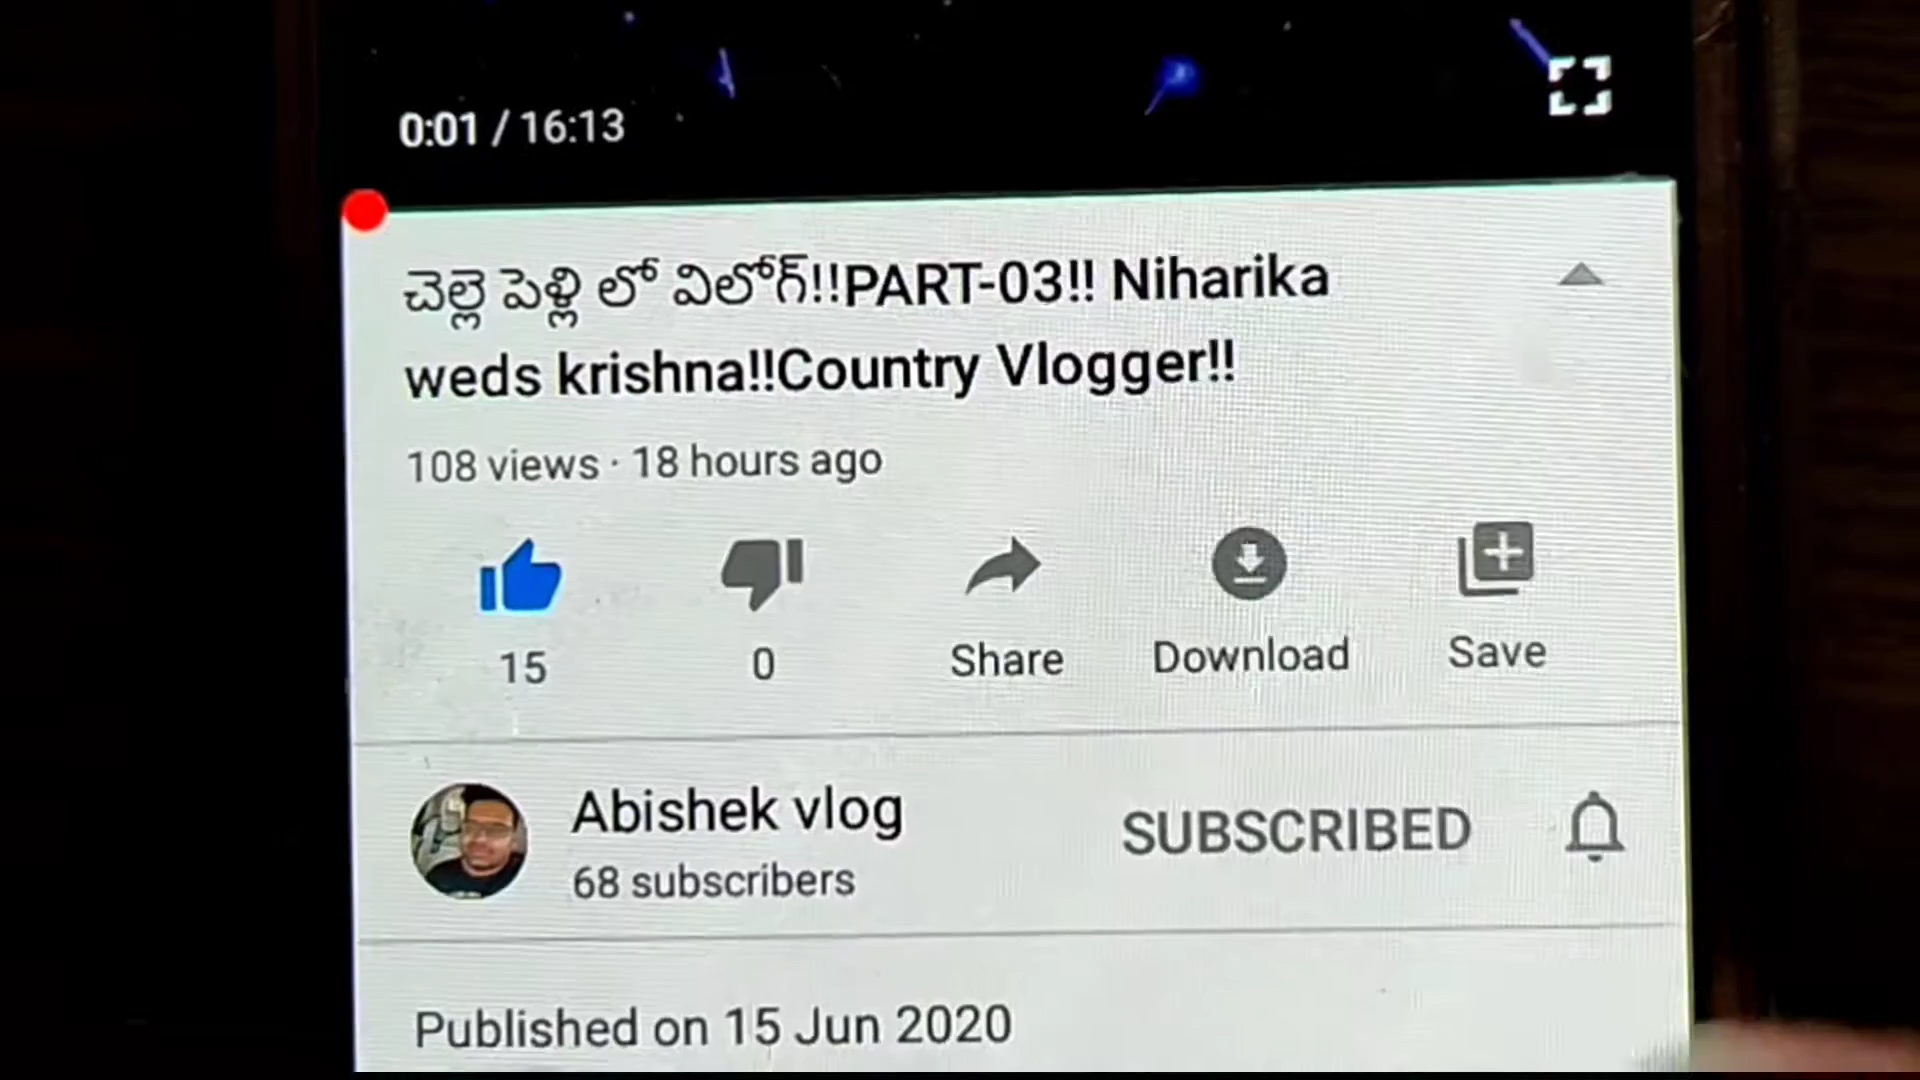 0:01 / 16:13
చెల్లె పెళ్లి లో విలోగ్!!PART-03!! Niharika
weds krishna!!Country Vlogger!!
108 views · 18 hours ago
15 0 Share Download Save
Abishek vlog
68 subscribers
SUBSCRIBED
Published on 15 Jun 2020